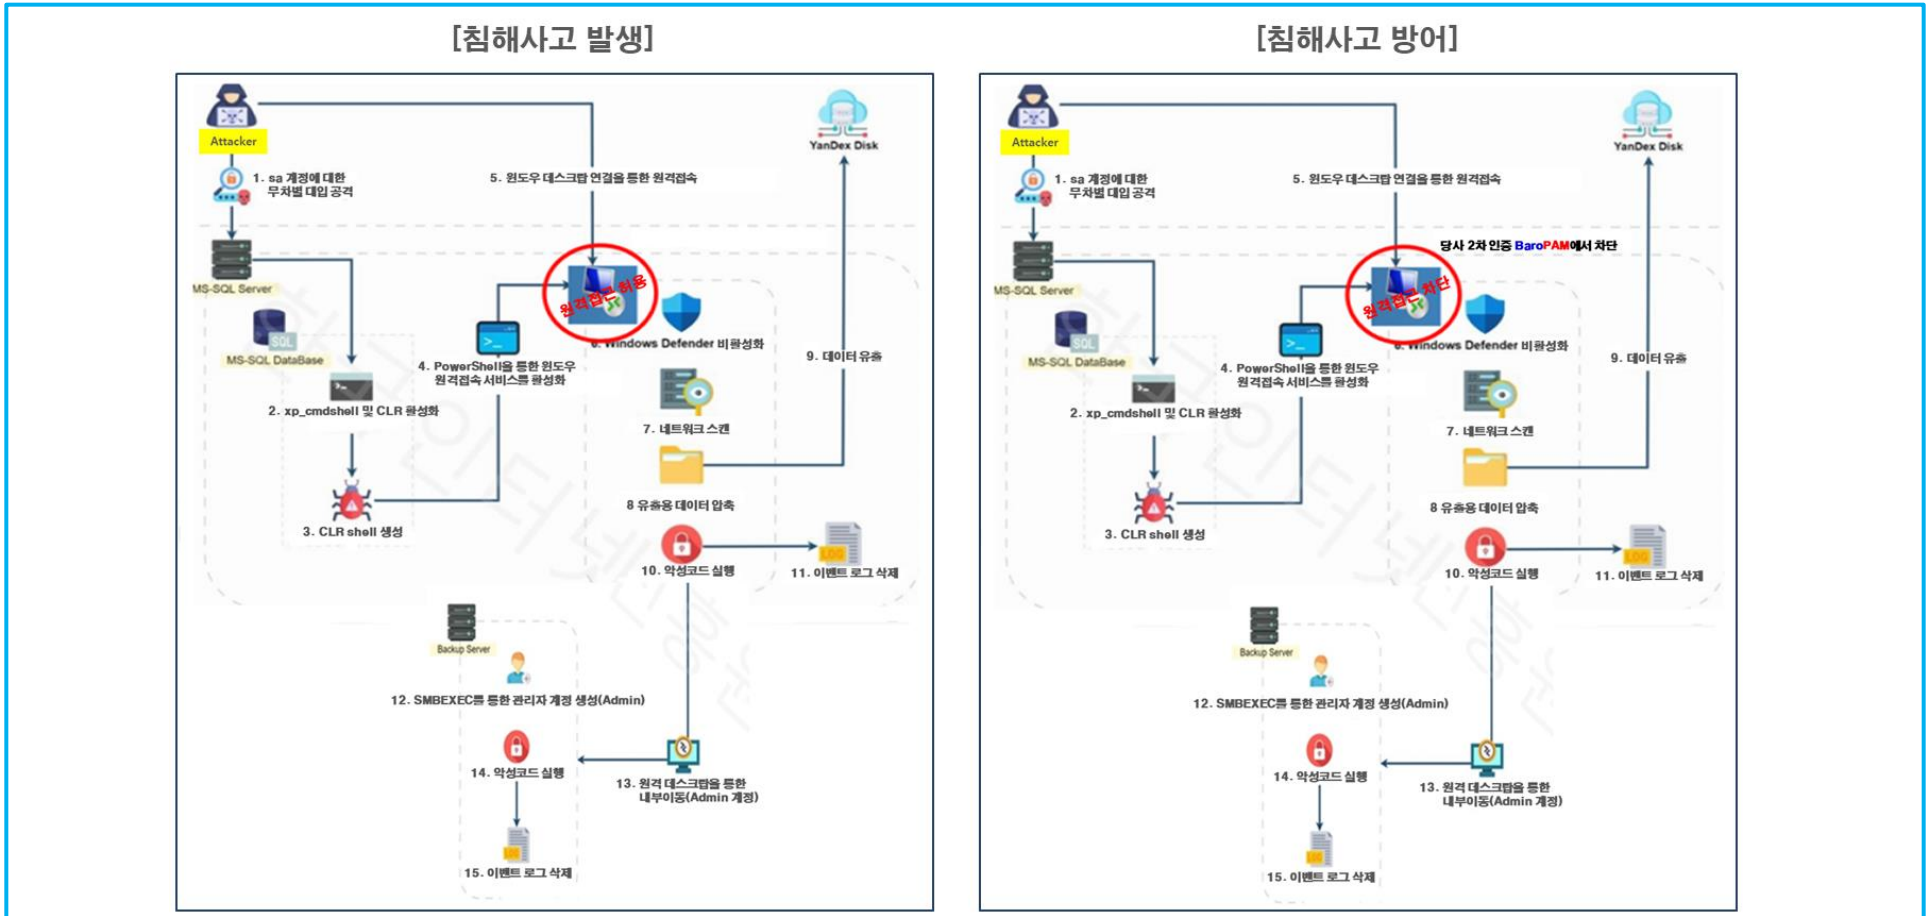 [침해사고 발생]
Attacker
1. sa 계정에 대한
무차별 대입 공격
5. 윈도우 데스크탑 연결을 통한 원격접속
YanDex Disk
MS-SQL Server
원격접근 허용
SQL
MS-SQL DataBase
6. Windows Defender 비활성화
4. PowerShell을 통한 윈도우
원격접속 서비스를 활성화
9. 데이터 유출
2. xp_cmdshell 및 CLR 활성화
7. 네트워크 스캔
8 유출용 데이터 압축
3. CLR shell 생성
LOG
10. 악성코드 실행
11. 이벤트 로그 삭제
Backup Server
12. SMBEXEC를 통한 관리자 계정 생성(Admin)
14. 악성코드 실행
13. 원격 데스크탑을 통한
내부이동(Admin 계정)
LOG
15. 이벤트 로그 삭제
[침해사고 방어]
Attacker
1. sa 계정에 대한
무차별 대입 공격
5. 윈도우 데스크탑 연결을 통한 원격접속
YanDex Disk
당사 2차 인증 BaroPAM에서 차단
MS-SQL Server
원격접근 차단
SQL
MS-SQL DataBase
6. Windows Defender 비활성화
4. PowerShell을 통한 윈도우
원격접속 서비스를 활성화
9. 데이터 유출
2. xp_cmdshell 및 CLR 활성화
7. 네트워크 스캔
8 유출용 데이터 압축
3. CLR shell 생성
LOG
10. 악성코드 실행
11. 이벤트 로그 삭제
Backup Server
12. SMBEXEC를 통한 관리자 계정 생성(Admin)
14. 악성코드 실행
13. 원격 데스크탑을 통한
내부이동(Admin 계정)
LOG
15. 이벤트 로그 삭제